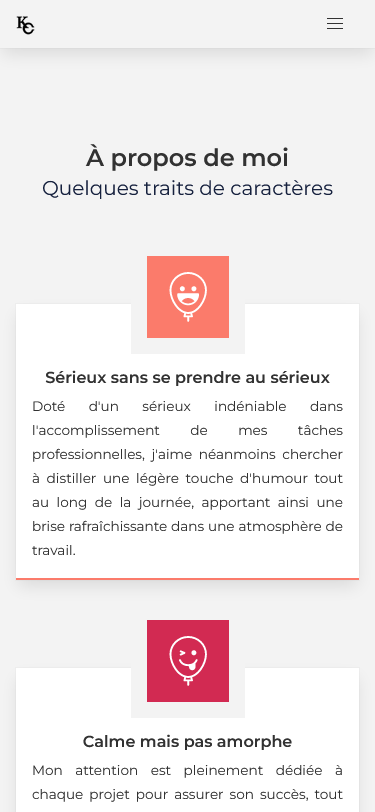 KC
À propos de moi
Quelques traits de caractères
Sérieux sans se prendre au sérieux
Doté d'un sérieux indéniable dans
l'accomplissement de mes tâches
professionnelles, j'aime néanmoins chercher
à distiller une légère touche d'humour tout
au long de la journée, apportant ainsi une
brise rafraîchissante dans une atmosphère de
travail.
Calme mais pas amorphe
Mon attention est pleinement dédiée à
chaque projet pour assurer son succès, tout